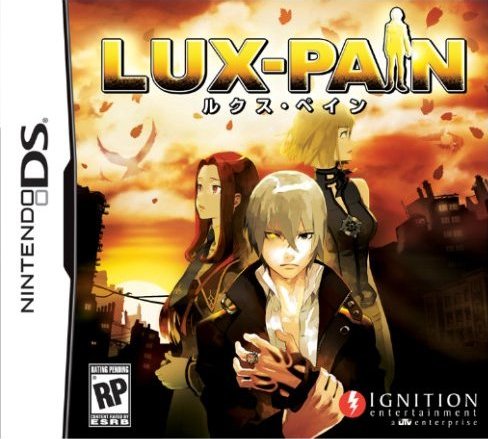 LUX-PAIN
ルクス・ペイン
NINTENDO DS
RATING PENDING
RP
CONTENT RATED BY
ESRB
IGNITION
entertainment
a UTV enterprise